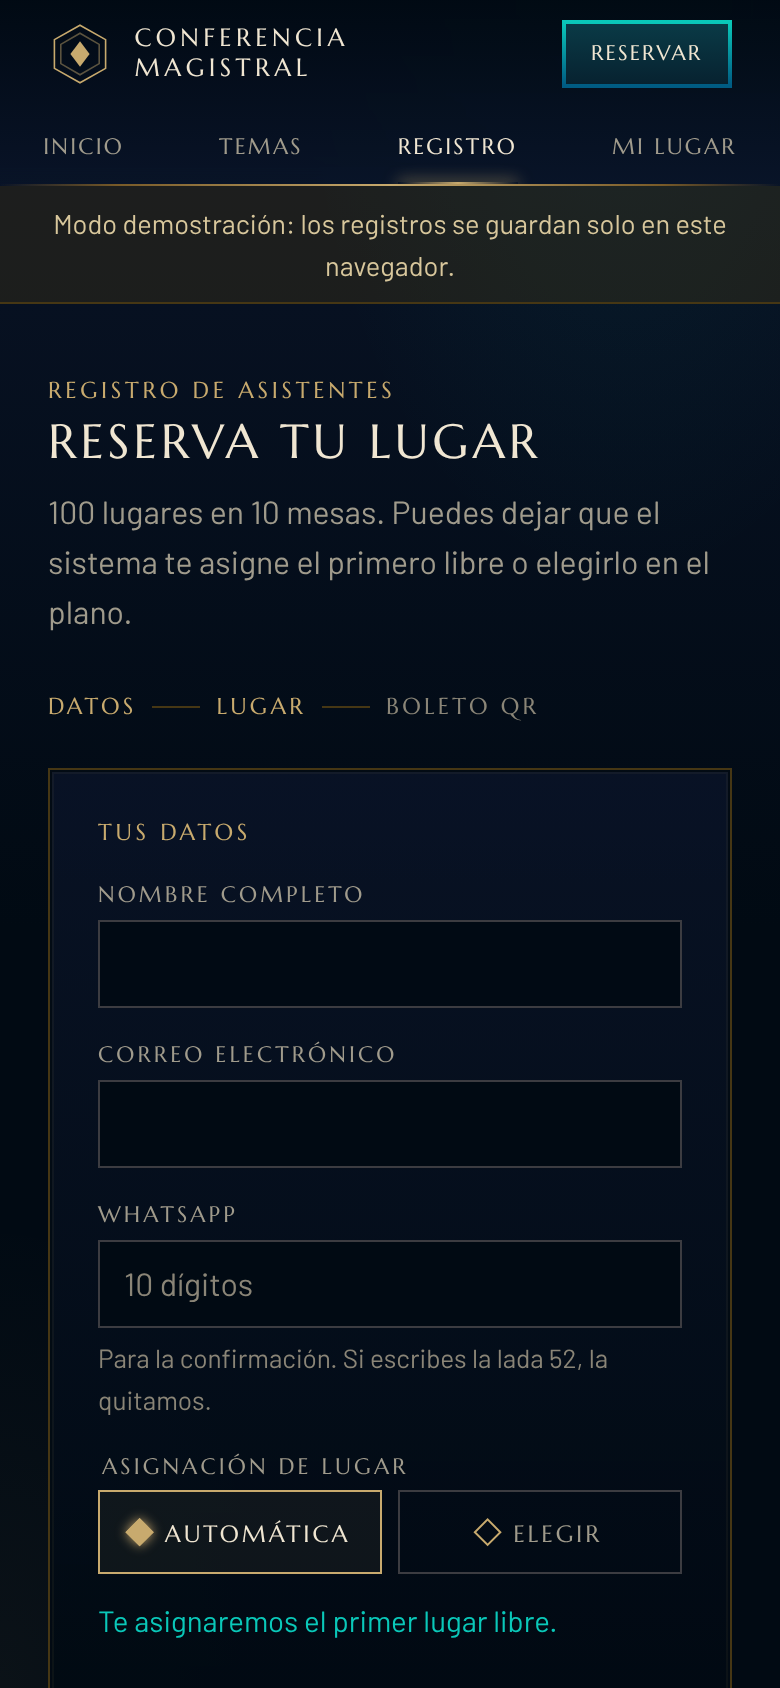 CONFERENCIA
MAGISTRAL
RESERVAR
INICIO TEMAS REGISTRO MI LUGAR
Modo demostración: los registros se guardan solo en este
navegador.
REGISTRO DE ASISTENTES
RESERVA TU LUGAR
100 lugares en 10 mesas. Puedes dejar que el
sistema te asigne el primero libre o elegirlo en el
plano.
DATOS LUGAR BOLETO QR
TUS DATOS
NOMBRE COMPLETO
CORREO ELECTRÓNICO
WHATSAPP
10 dígitos
Para la confirmación. Si escribes la lada 52, la
quitamos.
ASIGNACIÓN DE LUGAR
AUTOMÁTICA ELEGIR
Te asignaremos el primer lugar libre.